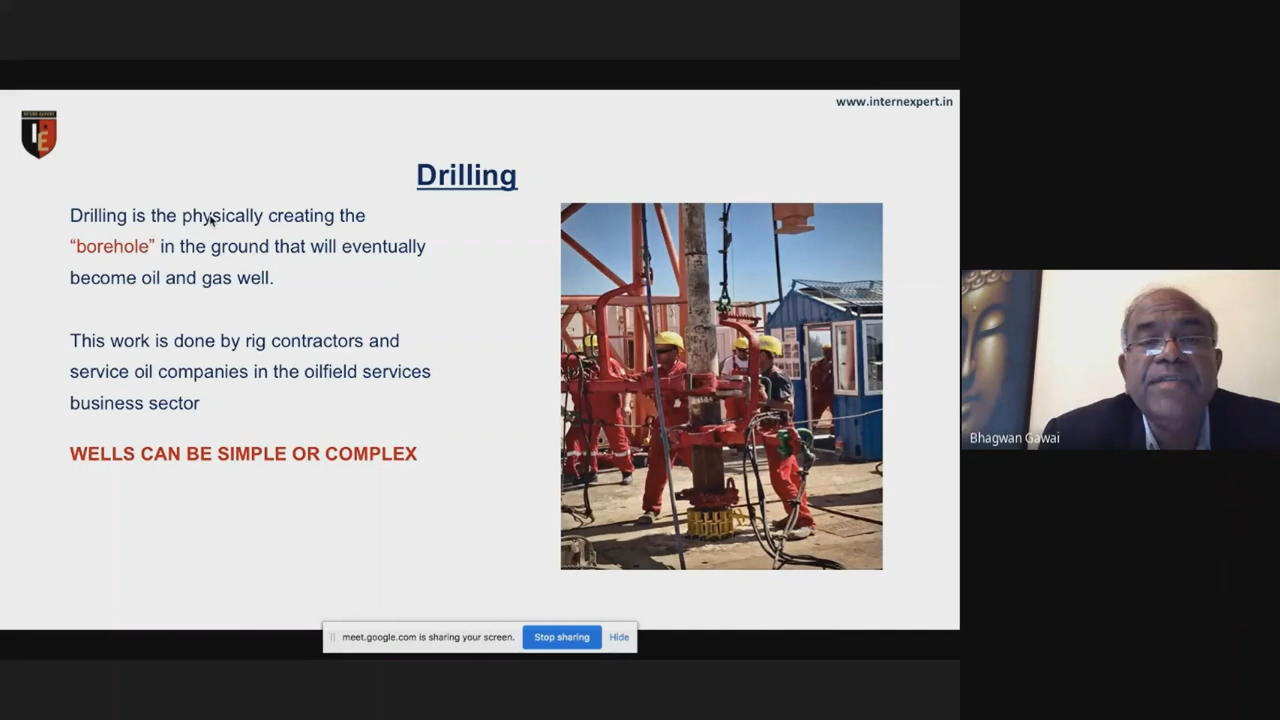 www.internexpert.in
INTERN EXPERT
IE
Drilling
Drilling is the physically creating the
“borehole” in the ground that will eventually
become oil and gas well.
This work is done by rig contractors and
service oil companies in the oilfield services
business sector
WELLS CAN BE SIMPLE OR COMPLEX
Bhagwan Gawai
meet.google.com is sharing your screen.
Stop sharing
Hide